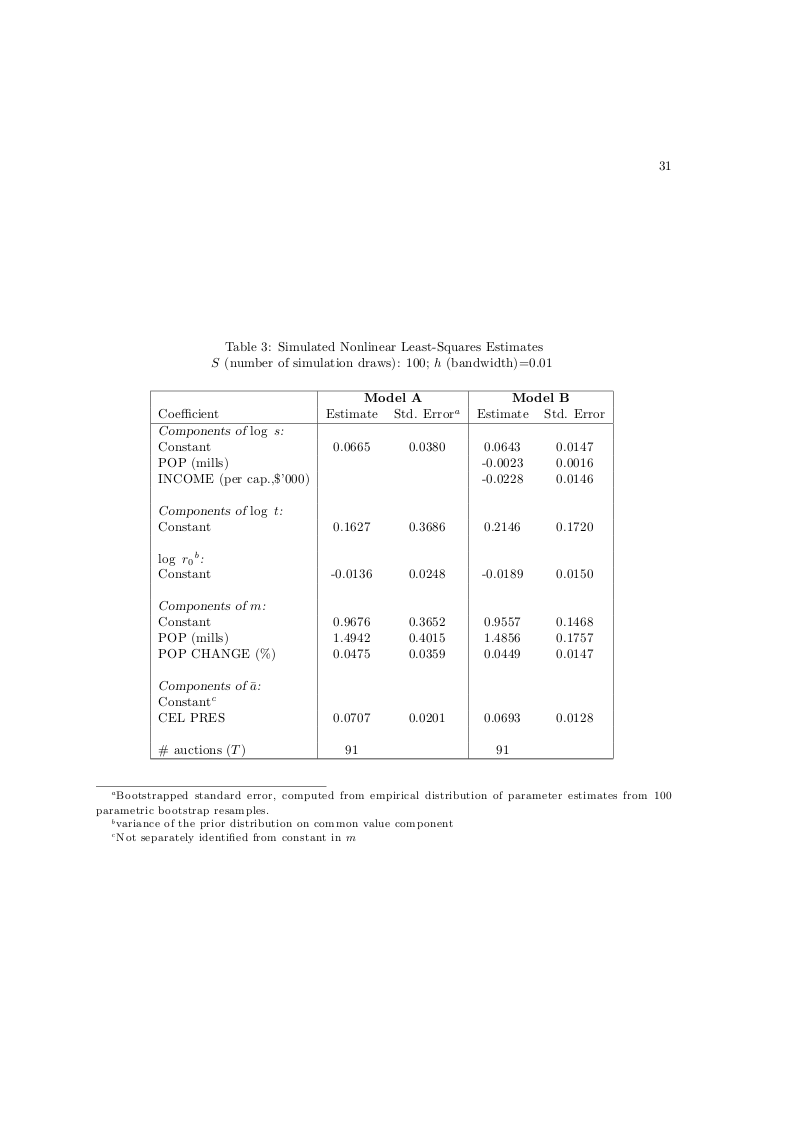 31
Table 3: Simulated Nonlinear Least-Squares Estimates
S (number of simulation draws): 100; h (bandwidth)=0.01
Model A Model B
Coefficient Estimate Std. Error^a Estimate Std. Error
Components of log s:
Constant 0.0665 0.0380 0.0643 0.0147
POP (mills) -0.0023 0.0016
INCOME (per cap.,$'000) -0.0228 0.0146
Components of log t:
Constant 0.1627 0.3686 0.2146 0.1720
log r₀^b:
Constant -0.0136 0.0248 -0.0189 0.0150
Components of m:
Constant 0.9676 0.3652 0.9557 0.1468
POP (mills) 1.4942 0.4015 1.4856 0.1757
POP CHANGE (%) 0.0475 0.0359 0.0449 0.0147
Components of ā:
Constant^c
CEL PRES 0.0707 0.0201 0.0693 0.0128
# auctions (T) 91 91
^aBootstrapped standard error, computed from empirical distribution of parameter estimates from 100
parametric bootstrap resamples.
^bvariance of the prior distribution on common value component
^cNot separately identified from constant in m